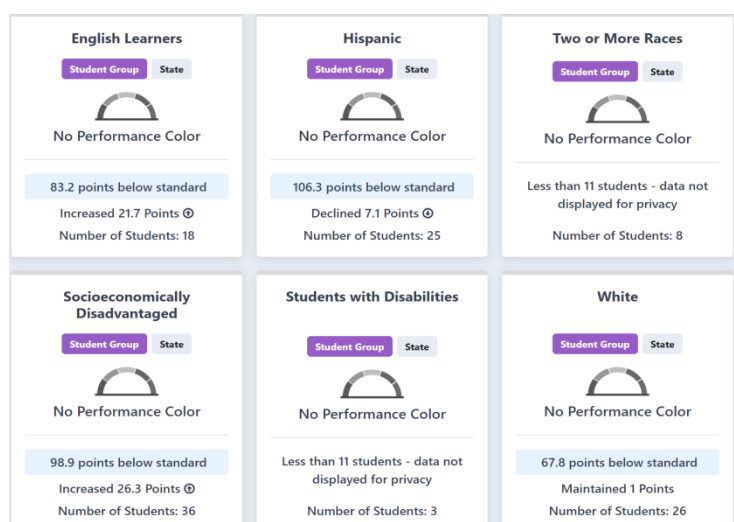 English Learners
Student Group State
No Performance Color
83.2 points below standard
Increased 21.7 Points
Number of Students: 18
Hispanic
Student Group State
No Performance Color
106.3 points below standard
Declined 7.1 Points
Number of Students: 25
Two or More Races
Student Group State
No Performance Color
Less than 11 students - data not
displayed for privacy
Number of Students: 8
Socioeconomically
Disadvantaged
Student Group State
No Performance Color
98.9 points below standard
Increased 26.3 Points
Number of Students: 36
Students with Disabilities
Student Group State
No Performance Color
Less than 11 students - data not
displayed for privacy
Number of Students: 3
White
Student Group State
No Performance Color
67.8 points below standard
Maintained 1 Points
Number of Students: 26